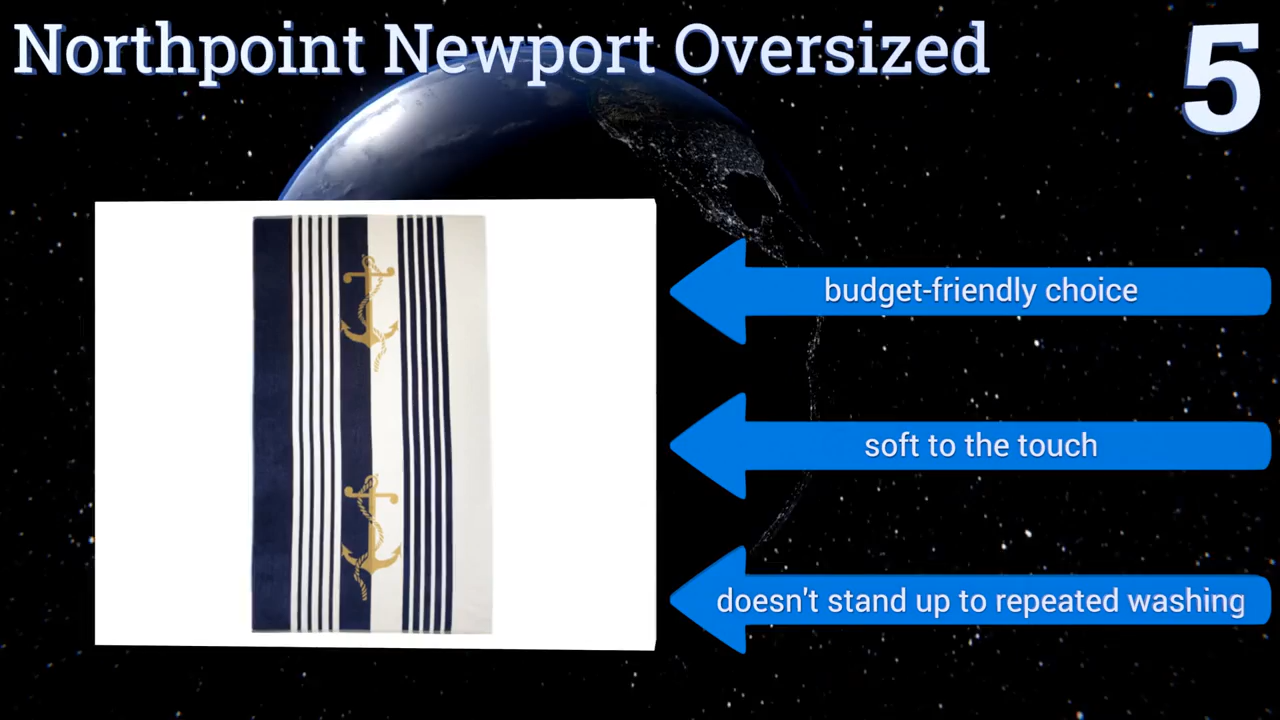 Northpoint Newport Oversized
5
budget-friendly choice
soft to the touch
doesn't stand up to repeated washing